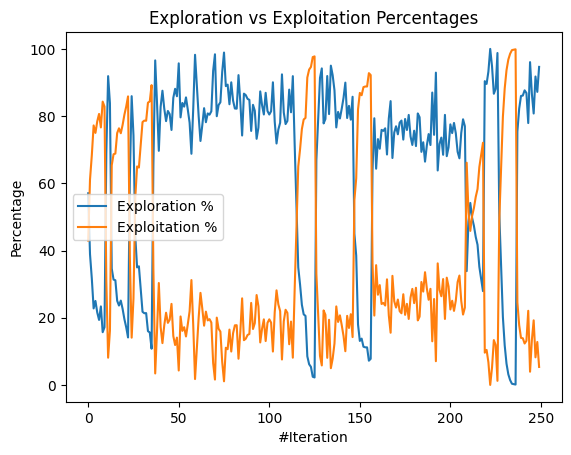 Exploration vs Exploitation Percentages
100
80
60
40
20
0
Percentage
Exploration %
Exploitation %
0
50
100
150
200
250
#Iteration